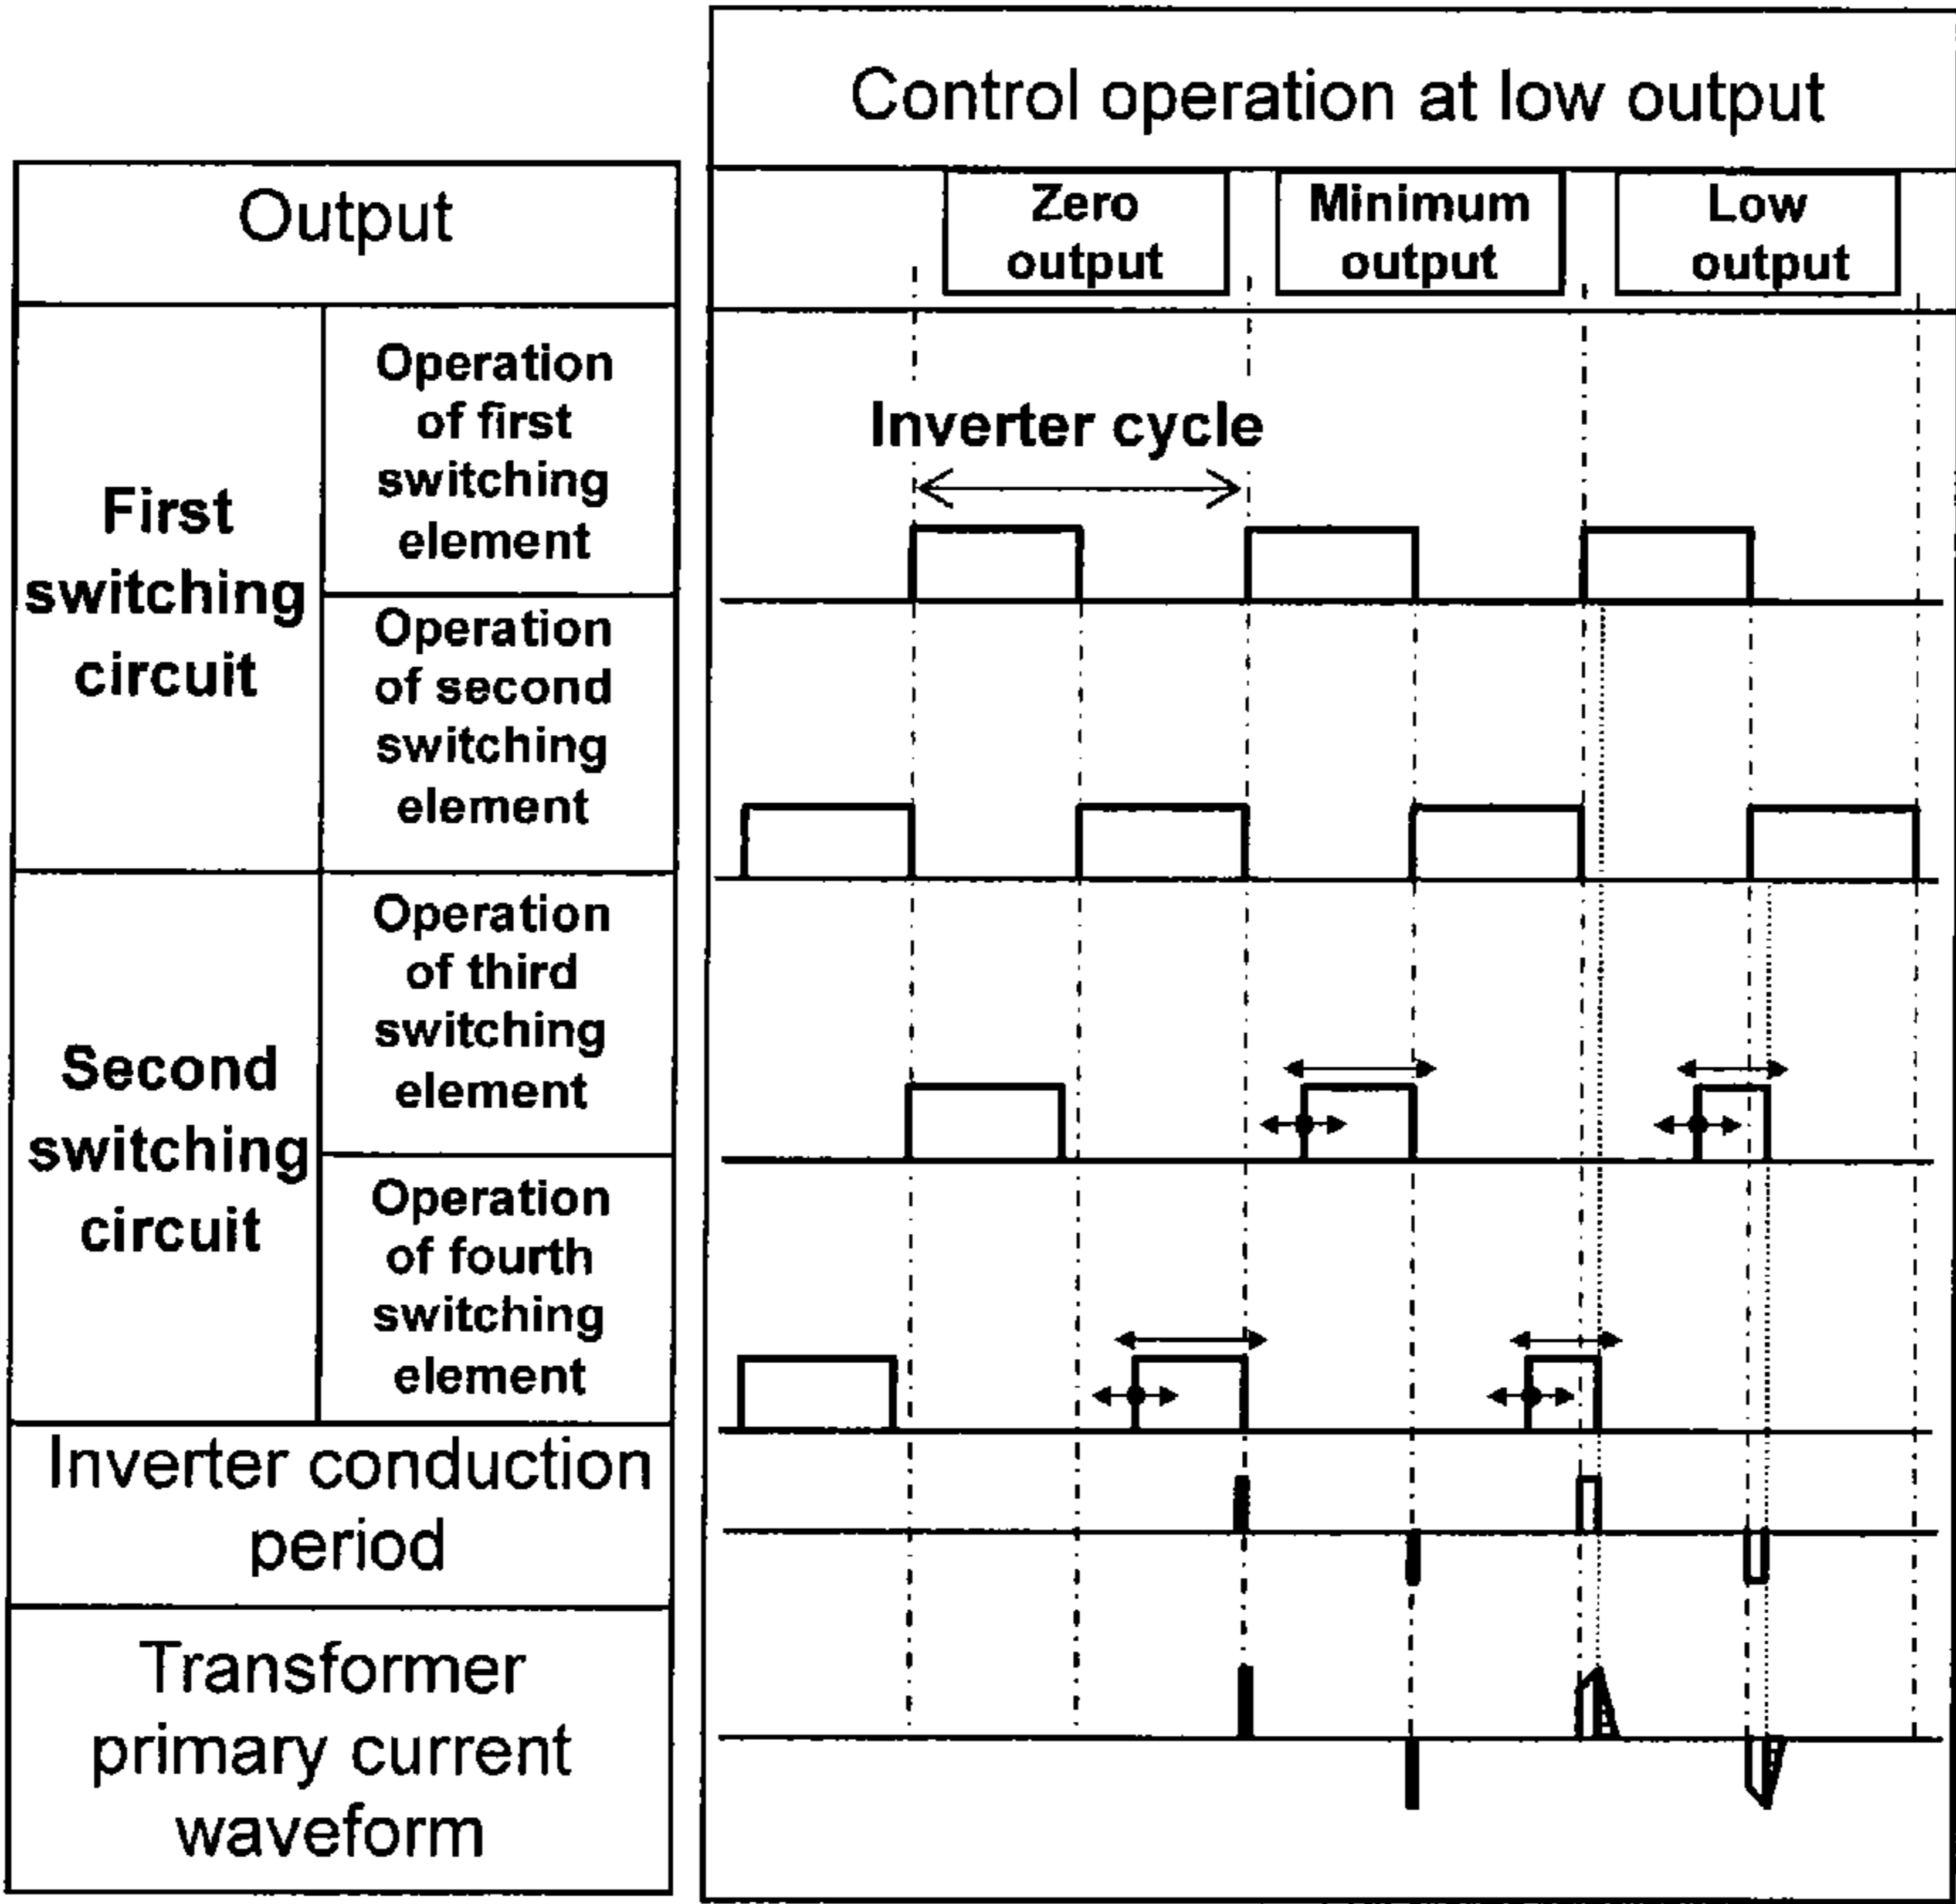 Control operation at low output
Output
Zero
output
Minimum
output
Low
output
First
switching
circuit
Operation
of first
switching
element
Inverter cycle
Operation
of second
switching
element
Second
switching
circuit
Operation
of third
switching
element
Operation
of fourth
switching
element
Inverter conduction
period
Transformer
primary current
waveform